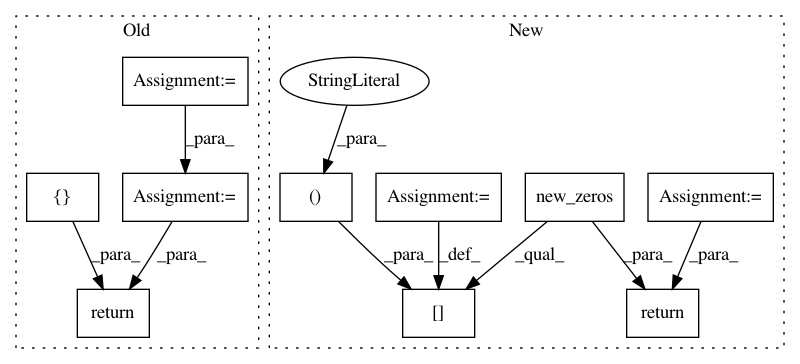 Old
New
Assignment:=
StringLiteral
_para_
_para_
{}
Assignment:=
()
Assignment:=
new_zeros
Assignment:=
_para_
_para_
_para_
_def_
_qual_
_para_
_para_
return
[]
return